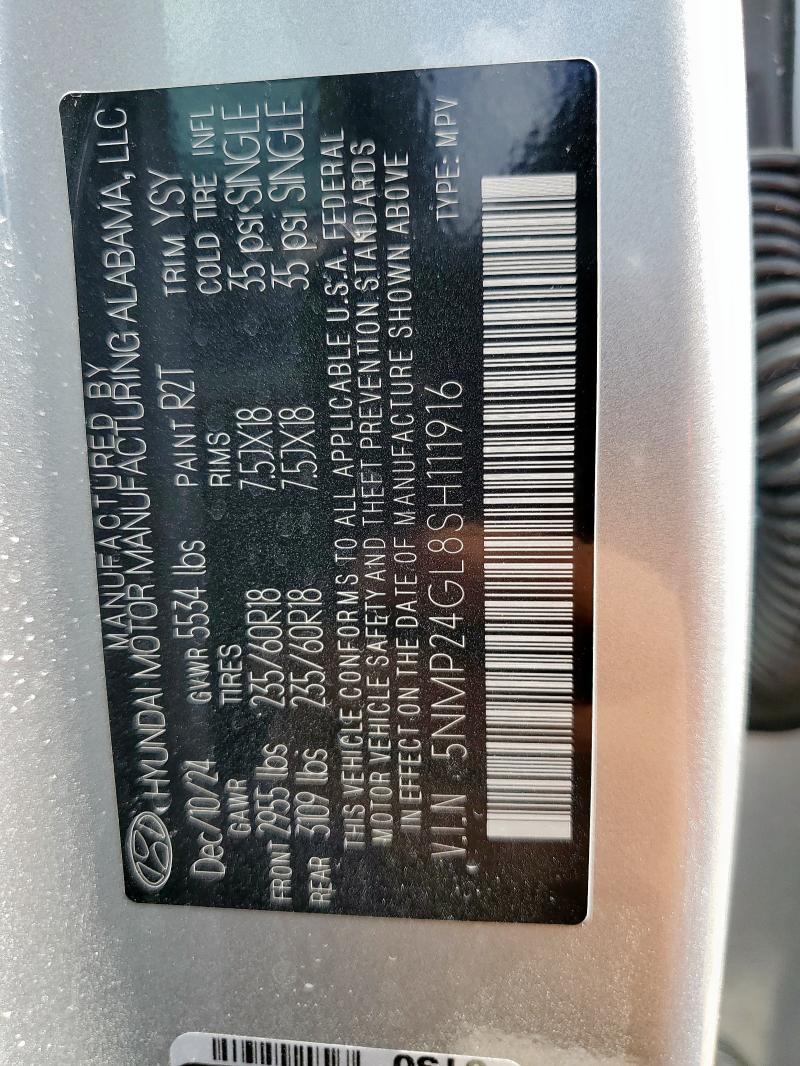 MANUFACTURED BY
HYUNDAI MOTOR MANUFACTURING ALABAMA, LLC
Dec/10/24 GVWR 5534 lbs PAINT R2T TRIM YSY
GAWR TIRES RIMS COLD TIRE INFL
FRONT 2955 lbs 235/60R18 7.5JX18 35 psi SINGLE
REAR 3109 lbs 235/60R18 7.5JX18 35 psi SINGLE
THIS VEHICLE CONFORMS TO ALL APPLICABLE U.S.A. FEDERAL
MOTOR VEHICLE SAFETY AND THEFT PREVENTION STANDARDS
IN EFFECT ON THE DATE OF MANUFACTURE SHOWN ABOVE
V.I.N : 5NMP24GL8SH111916 TYPE: MPV